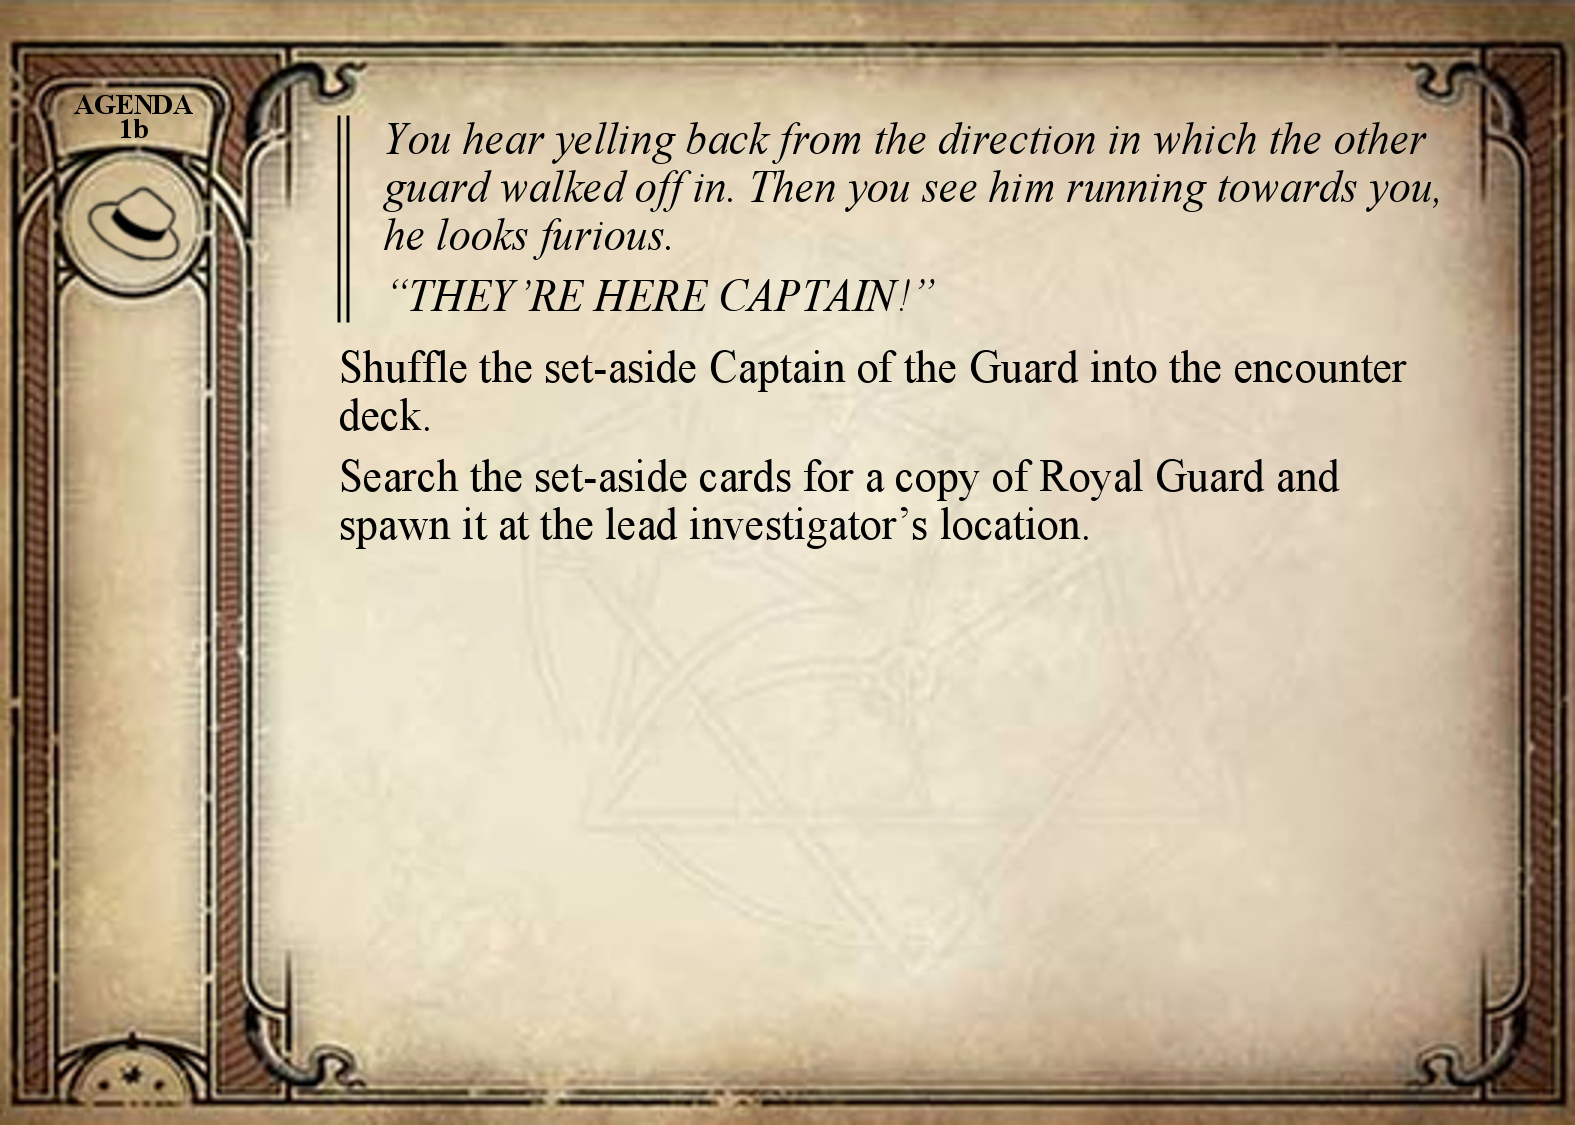 AGENDA
1b
You hear yelling back from the direction in which the other
guard walked off in. Then you see him running towards you,
he looks furious.
“THEY’RE HERE CAPTAIN!”
Shuffle the set-aside Captain of the Guard into the encounter
deck.
Search the set-aside cards for a copy of Royal Guard and
spawn it at the lead investigator’s location.